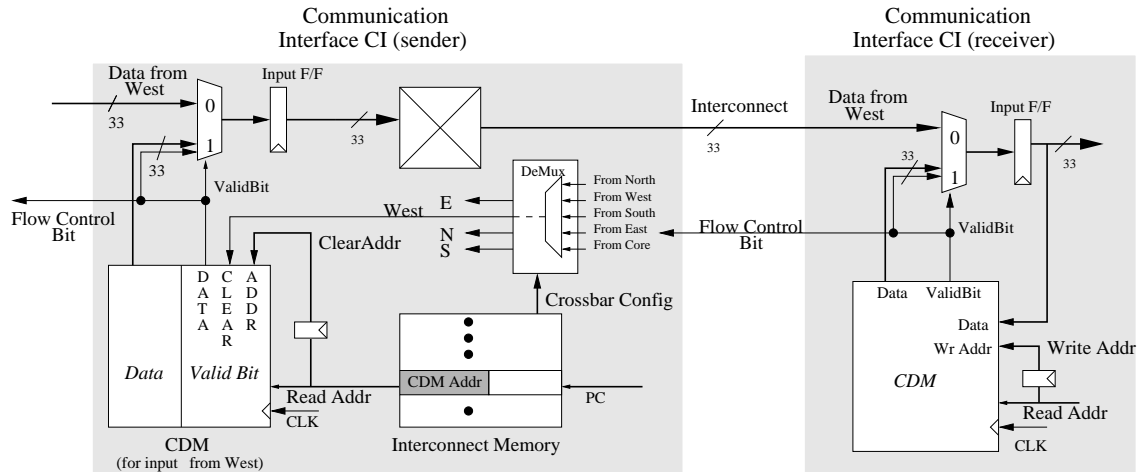 Communication
Interface CI (sender)
Communication
Interface CI (receiver)
Data from
West
33
0
1
Input F/F
33
33
Interconnect
33
Data from
West
0
1
Input F/F
33
33
ValidBit
Flow Control
Bit
DeMux
From North
From West
From South
From East
From Core
E
West
N
S
Flow Control
Bit
ValidBit
ClearAddr
DATA
CLEAR
ADDR
Crossbar Config
Data
Valid Bit
Read Addr
CLK
CDM Addr
PC
CDM
(for input from West)
Interconnect Memory
Data
ValidBit
Data
Wr Addr
Write Addr
CDM
Read Addr
CLK